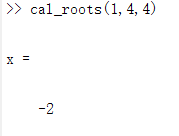 >> cal_roots(1,4,4)
x =
-2